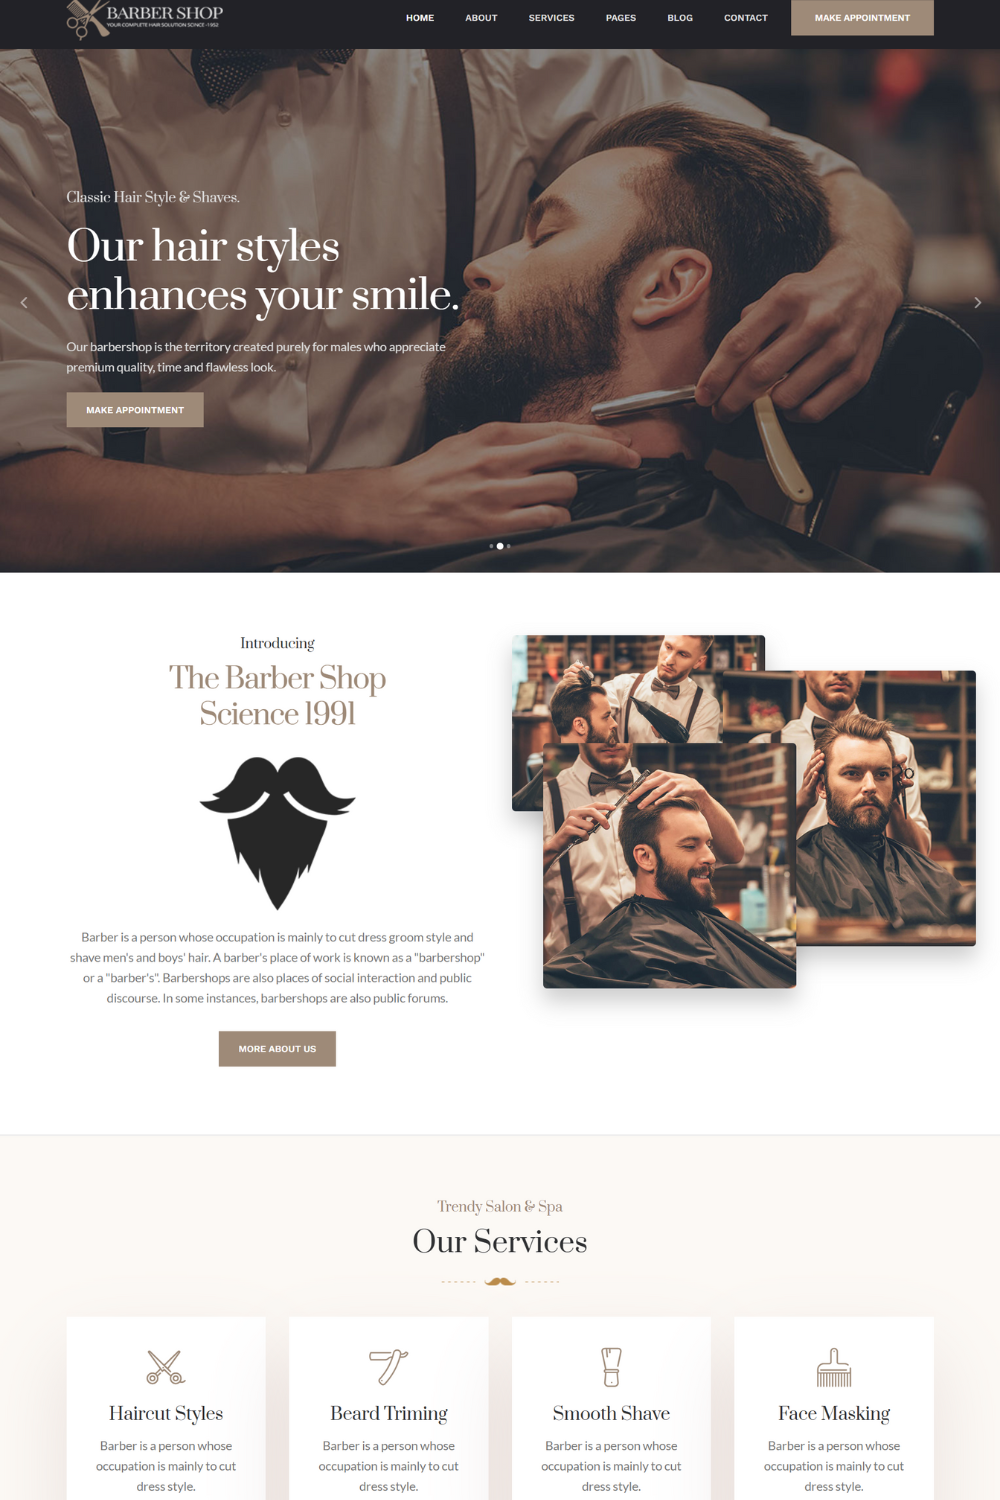 BARBER SHOP
YOUR COMPLETE HAIR SOLUTION SCINCE -1992
HOME ABOUT SERVICES PAGES BLOG CONTACT MAKE APPOINTMENT
Classic Hair Style & Shaves.
Our hair styles
enhances your smile.
Our barbershop is the territory created purely for males who appreciate
premium quality, time and flawless look.
MAKE APPOINTMENT
Introducing
The Barber Shop
Science 1991
Barber is a person whose occupation is mainly to cut dress groom style and
shave men's and boys' hair. A barber's place of work is known as a "barbershop"
or a "barber's". Barbershops are also places of social interaction and public
discourse. In some instances, barbershops are also public forums.
MORE ABOUT US
Trendy Salon & Spa
Our Services
Haircut Styles
Barber is a person whose
occupation is mainly to cut
dress style.
Beard Triming
Barber is a person whose
occupation is mainly to cut
dress style.
Smooth Shave
Barber is a person whose
occupation is mainly to cut
dress style.
Face Masking
Barber is a person whose
occupation is mainly to cut
dress style.